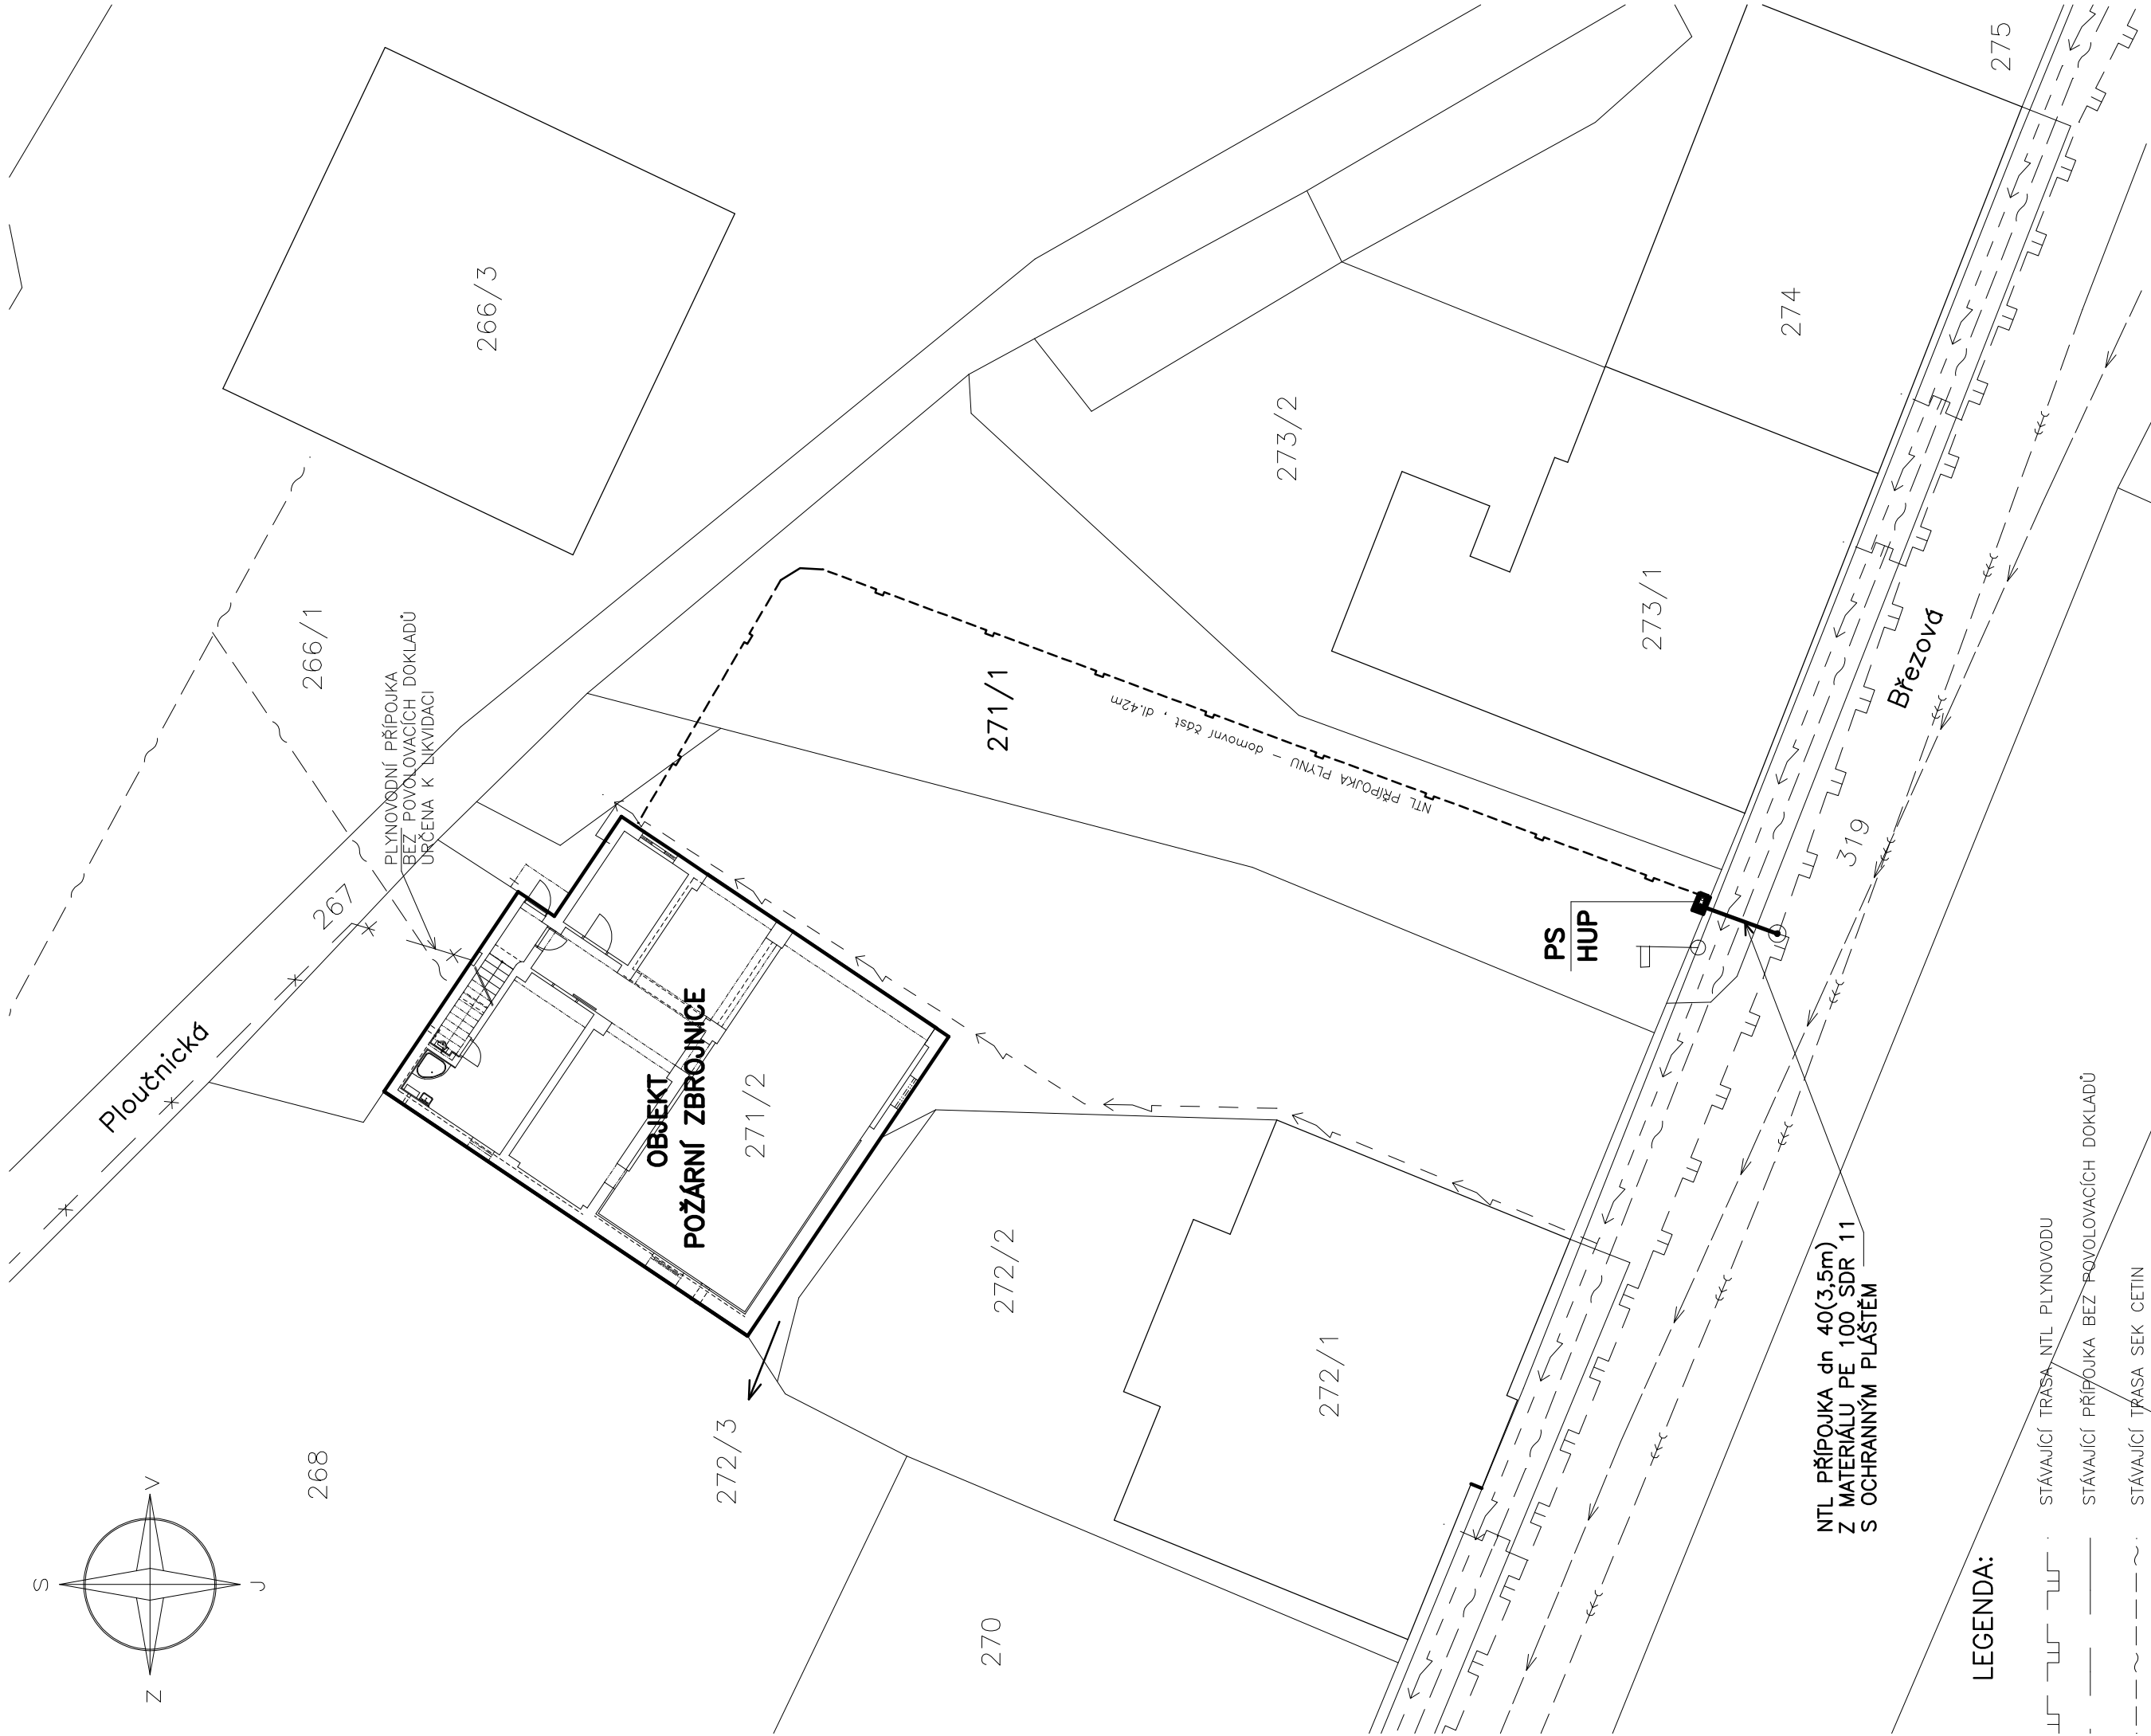 S
V
J
Z
266/3
275
274
273/2
273/1
266/1
PLYNOVODNÍ PŘÍPOJKA
BEZ POVOLOVACÍCH DOKLADŮ
URČENA K LIKVIDACI
267
Ploučnická
271/1
NTL PŘÍPOJKA PLYNU – domovní část , dl.42m
Březová
319
PS
HUP
OBJEKT
POŽÁRNÍ ZBROJNICE
271/2
272/2
272/1
272/3
268
270
NTL PŘÍPOJKA dn 40(3,5m)
Z MATERIÁLU PE 100 SDR 11
S OCHRANNÝM PLÁŠTĚM
LEGENDA:
STÁVAJÍCÍ TRASA NTL PLYNOVODU
STÁVAJÍCÍ PŘÍPOJKA BEZ POVOLOVACÍCH DOKLADŮ
STÁVAJÍCÍ TRASA SEK CETIN